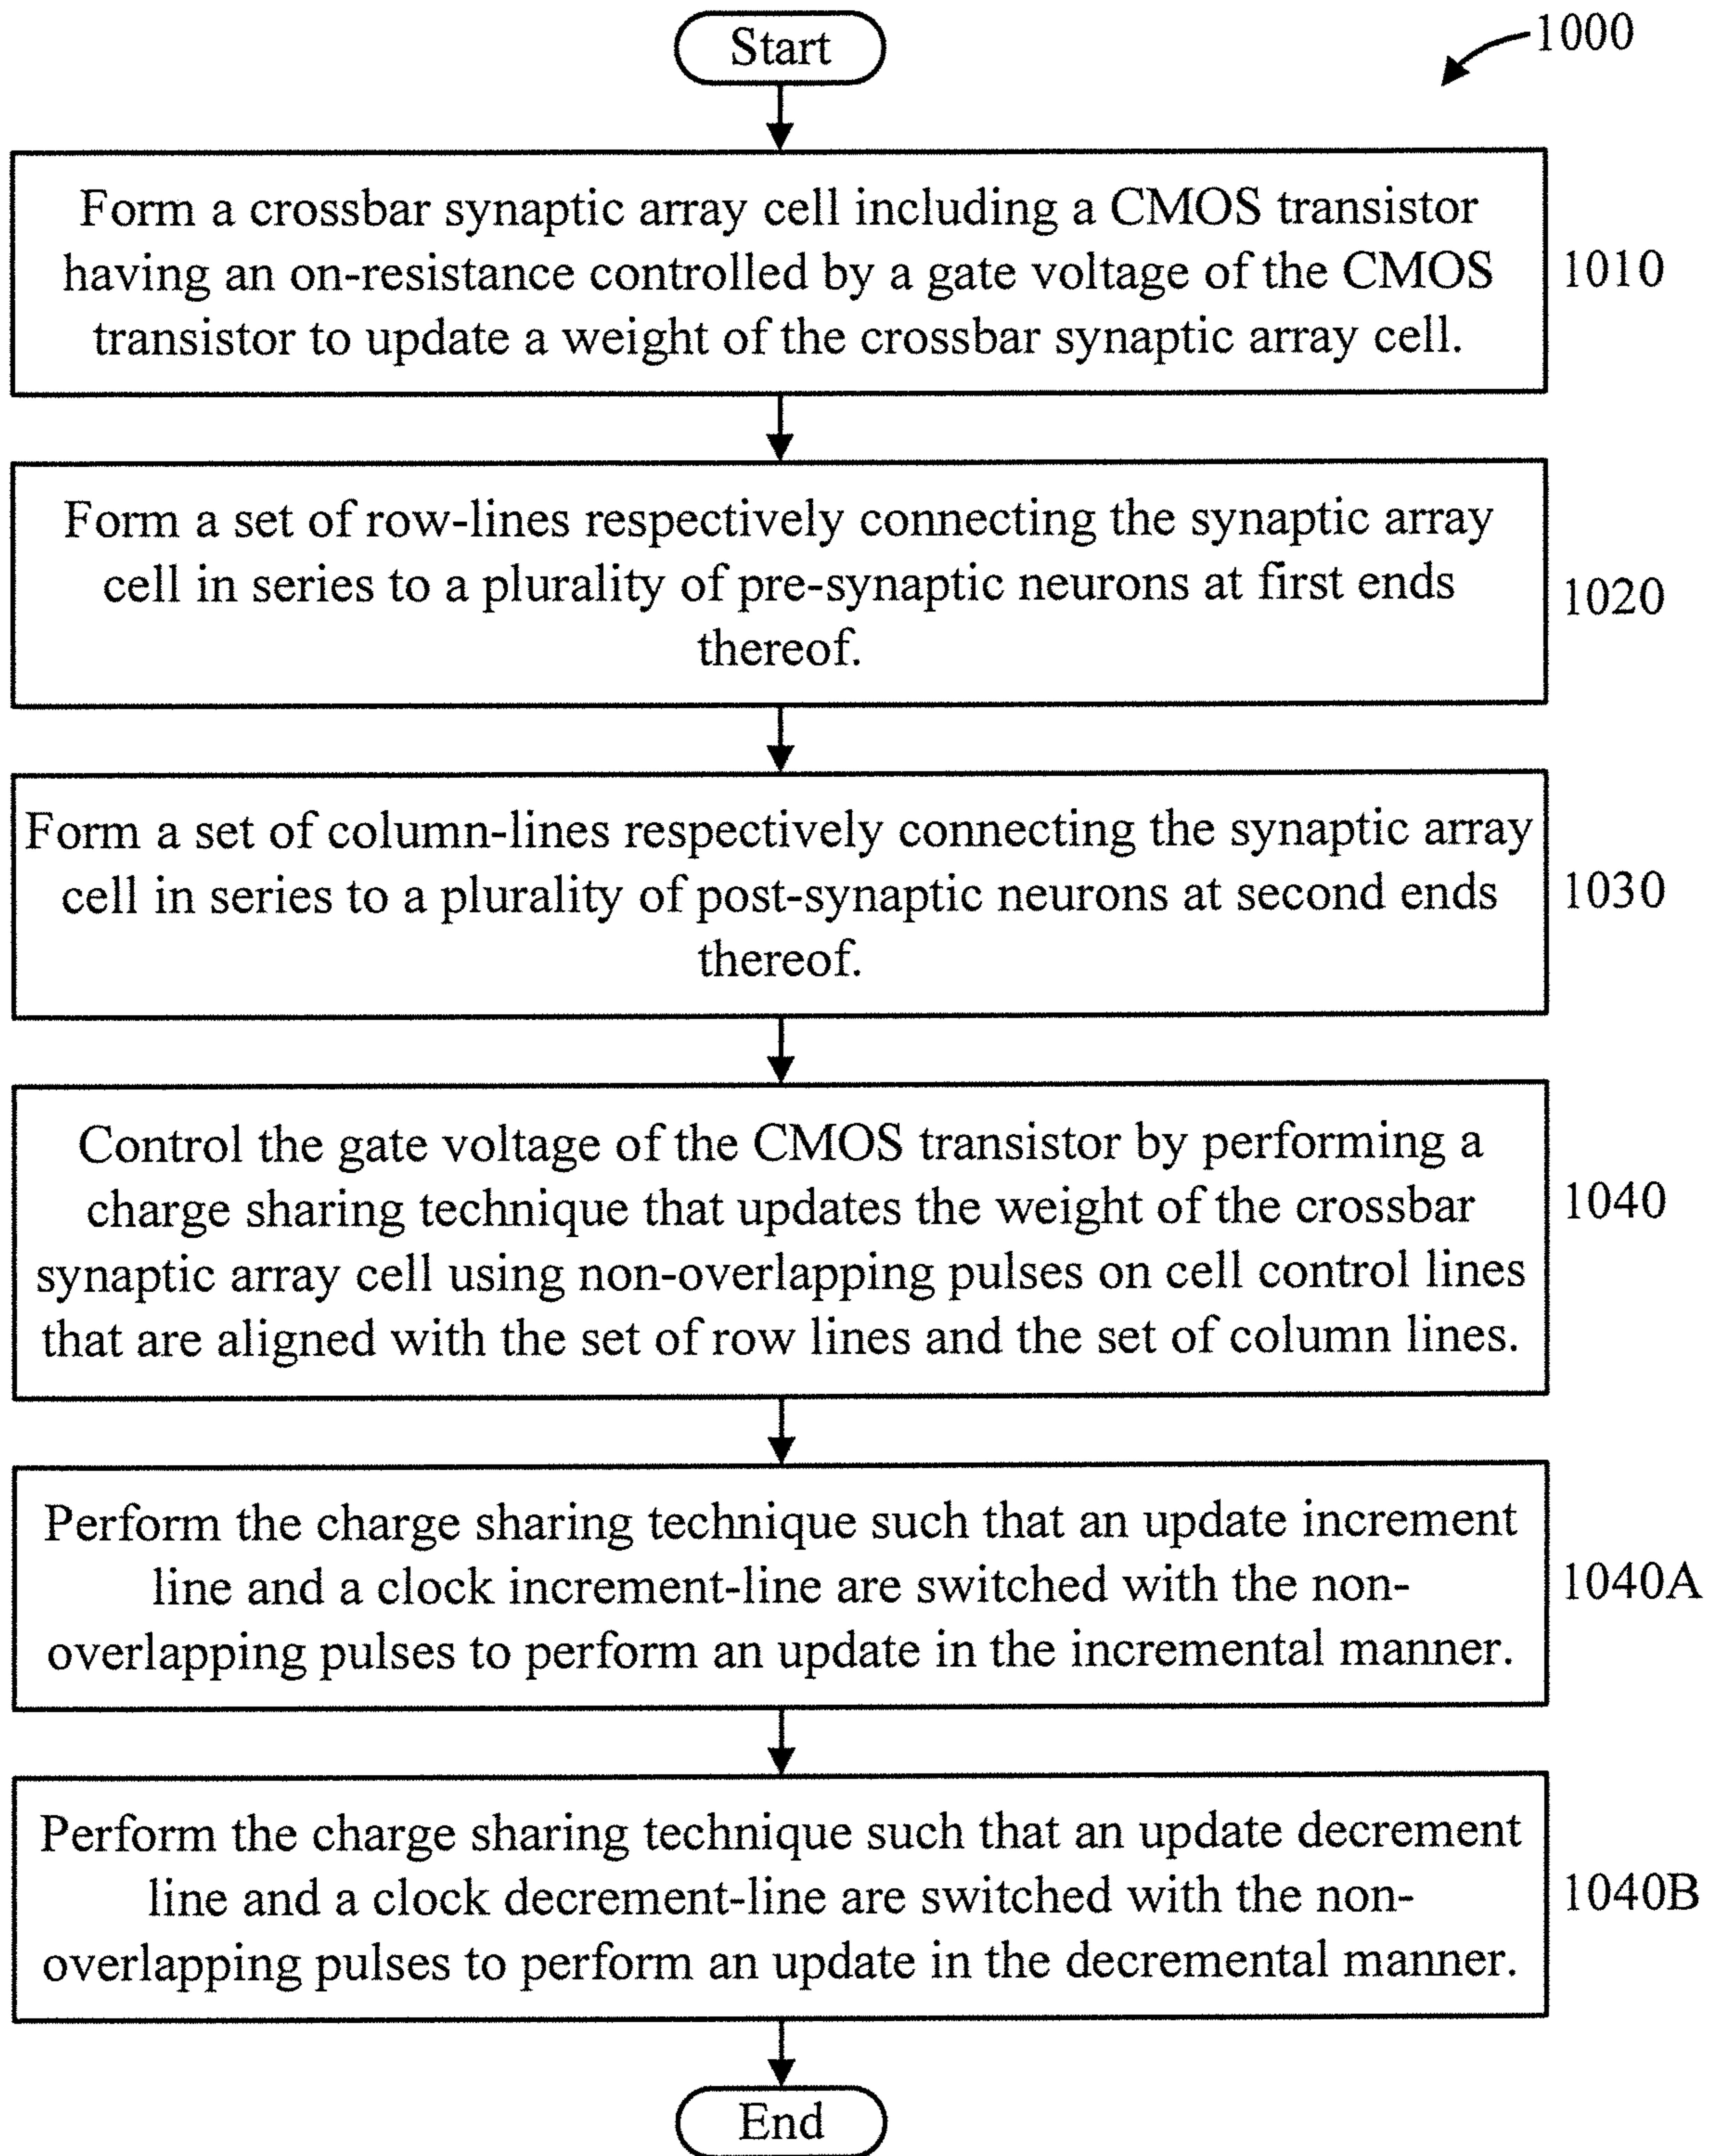 Start
1000
Form a crossbar synaptic array cell including a CMOS transistor
having an on-resistance controlled by a gate voltage of the CMOS
transistor to update a weight of the crossbar synaptic array cell.
1010
Form a set of row-lines respectively connecting the synaptic array
cell in series to a plurality of pre-synaptic neurons at first ends
thereof.
1020
Form a set of column-lines respectively connecting the synaptic array
cell in series to a plurality of post-synaptic neurons at second ends
thereof.
1030
Control the gate voltage of the CMOS transistor by performing a
charge sharing technique that updates the weight of the crossbar
synaptic array cell using non-overlapping pulses on cell control lines
that are aligned with the set of row lines and the set of column lines.
1040
Perform the charge sharing technique such that an update increment
line and a clock increment-line are switched with the non-
overlapping pulses to perform an update in the incremental manner.
1040A
Perform the charge sharing technique such that an update decrement
line and a clock decrement-line are switched with the non-
overlapping pulses to perform an update in the decremental manner.
1040B
End